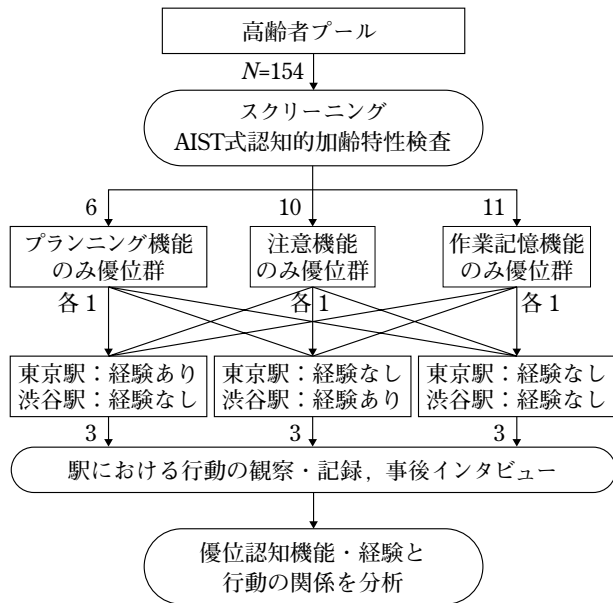 高齢者プール
N=154
スクリーニング
AIST式認知的加齢特性検査
6
10
11
プランニング機能
のみ優位群
注意機能
のみ優位群
作業記憶機能
のみ優位群
各1
各1
各1
東京駅：経験あり
渋谷駅：経験なし
東京駅：経験なし
渋谷駅：経験あり
東京駅：経験なし
渋谷駅：経験なし
3
3
3
駅における行動の観察・記録，事後インタビュー
優位認知機能・経験と
行動の関係を分析